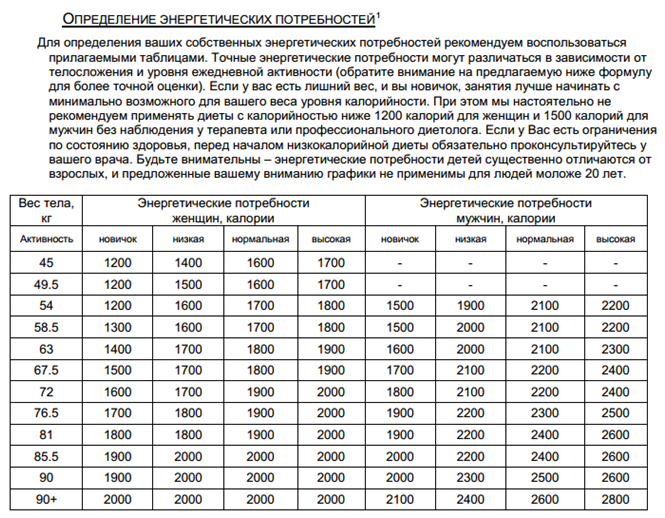 ОПРЕДЕЛЕНИЕ ЭНЕРГЕТИЧЕСКИХ ПОТРЕБНОСТЕЙ1
Для определения ваших собственных энергетических потребностей рекомендуем воспользоваться
прилагаемыми таблицами. Точные энергетические потребности могут различаться в зависимости от
телосложения и уровня ежедневной активности (обратите внимание на предлагаемую ниже формулу
для более точной оценки). Если у вас есть лишний вес, и вы новичок, занятия лучше начинать с
минимально возможного для вашего веса уровня калорийности. При этом мы настоятельно не
рекомендуем применять диеты с калорийностью ниже 1200 калорий для женщин и 1500 калорий для
мужчин без наблюдения у терапевта или профессионального диетолога. Если у Вас есть ограничения
по состоянию здоровья, перед началом низкокалорийной диеты обязательно проконсультируйтесь у
вашего врача. Будьте внимательны – энергетические потребности детей существенно отличаются от
взрослых, и предложенные вашему вниманию графики не применимы для людей моложе 20 лет.
Вес тела, кг Энергетические потребности женщин, калории Энергетические потребности мужчин, калории
Активность новичок низкая нормальная высокая новичок низкая нормальная высокая
45 1200 1400 1600 1700 - - - -
49.5 1200 1500 1600 1700 - - - -
54 1200 1600 1700 1800 1500 1900 2100 2200
58.5 1300 1600 1700 1800 1500 2000 2100 2200
63 1400 1700 1800 1900 1600 2000 2100 2300
67.5 1500 1700 1800 1900 1700 2100 2200 2400
72 1600 1700 1900 2000 1800 2100 2200 2400
76.5 1700 1800 1900 2000 1900 2200 2300 2500
81 1800 1800 1900 2000 1900 2200 2400 2600
85.5 1900 2000 2000 2000 2000 2200 2400 2600
90 1900 2000 2000 2000 2000 2300 2500 2600
90+ 2000 2000 2000 2000 2100 2400 2600 2800